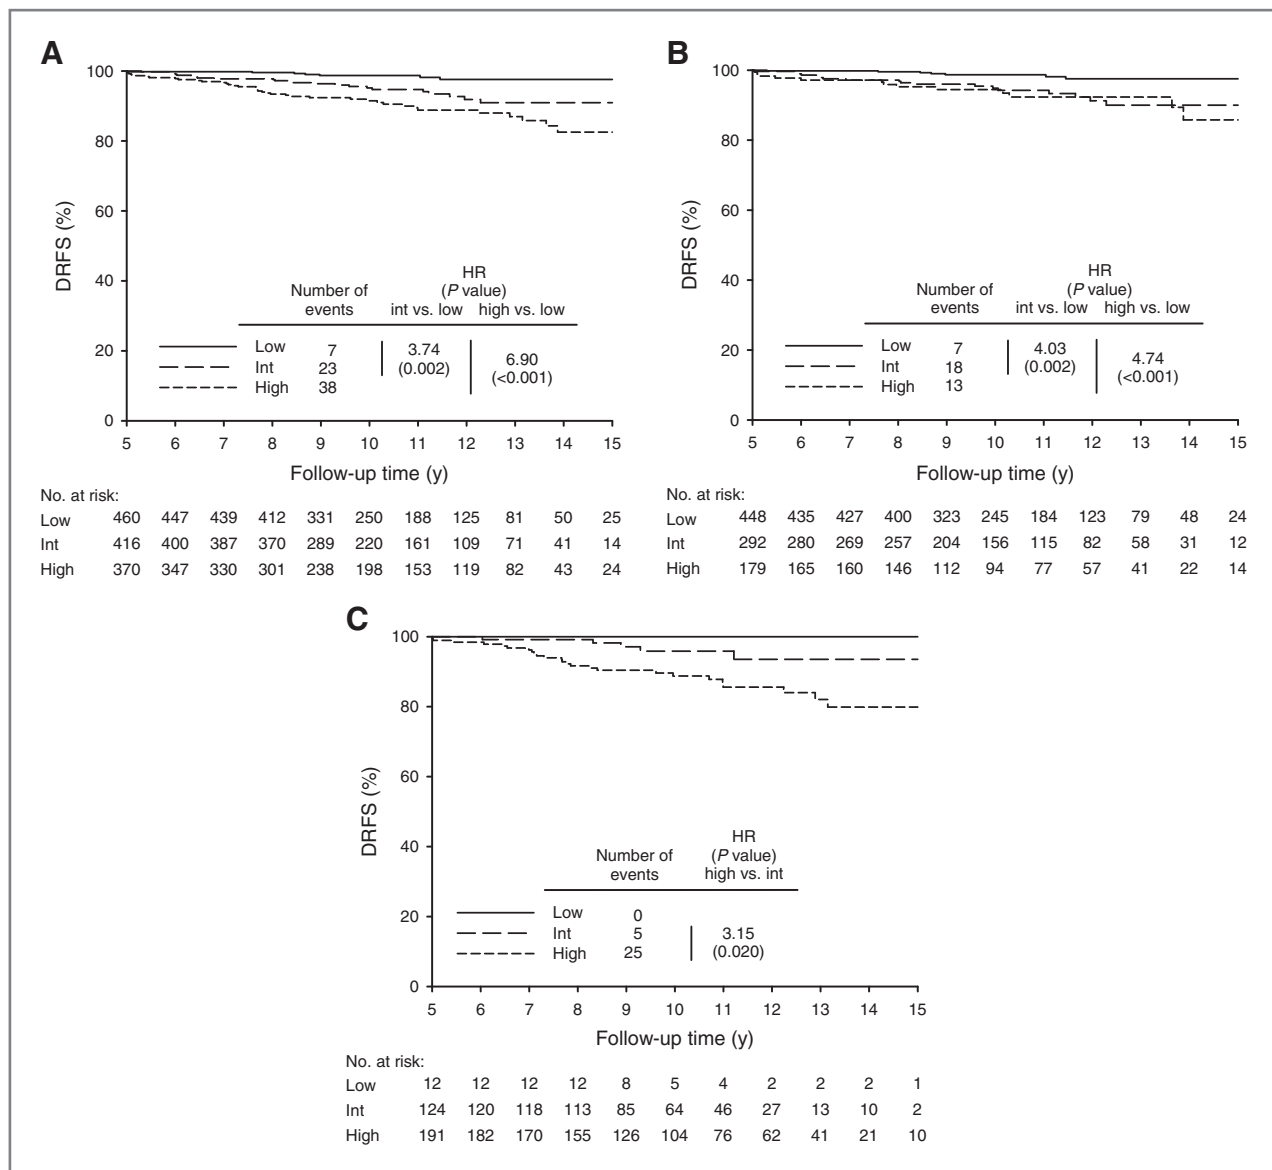 A
100
80
60
40
20
0
DRFS (%)
HR
Number of (P value)
events int vs. low high vs. low
Low 7 3.74 6.90
Int 23 (0.002) (<0.001)
High 38
5 6 7 8 9 10 11 12 13 14 15
Follow-up time (y)
No. at risk:
Low 460 447 439 412 331 250 188 125 81 50 25
Int 416 400 387 370 289 220 161 109 71 41 14
High 370 347 330 301 238 198 153 119 82 43 24
B
100
80
60
40
20
0
DRFS (%)
HR
Number of (P value)
events int vs. low high vs. low
Low 7 4.03 4.74
Int 18 (0.002) (<0.001)
High 13
5 6 7 8 9 10 11 12 13 14 15
Follow-up time (y)
No. at risk:
Low 448 435 427 400 323 245 184 123 79 48 24
Int 292 280 269 257 204 156 115 82 58 31 12
High 179 165 160 146 112 94 77 57 41 22 14
C
100
80
60
40
20
0
DRFS (%)
HR
Number of (P value)
events high vs. int
Low 0
Int 5 3.15
High 25 (0.020)
5 6 7 8 9 10 11 12 13 14 15
Follow-up time (y)
No. at risk:
Low 12 12 12 12 8 5 4 2 2 2 1
Int 124 120 118 113 85 64 46 27 13 10 2
High 191 182 170 155 126 104 76 62 41 21 10